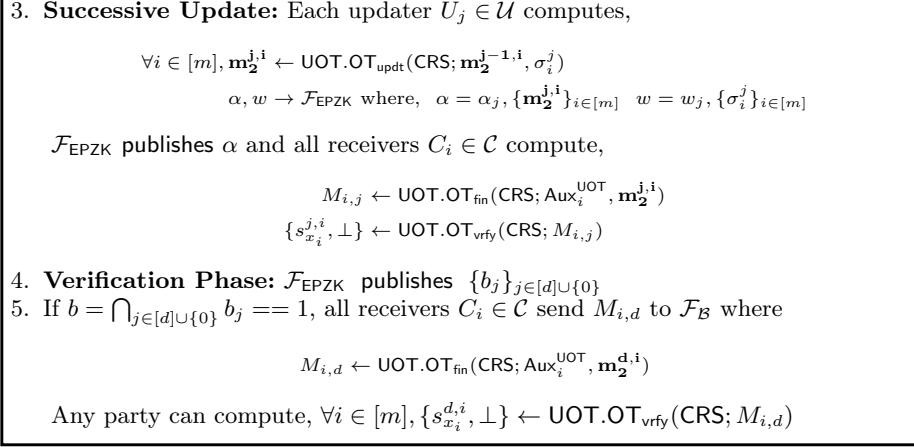 3. Successive Update: Each updater U_j ∈ 𝒰 computes,
∀i ∈ [m], m_2^{j,i} ← UOT.OT_updt(CRS; m_2^{j−1,i}, σ_i^j)
α, w → ℱ_EPZK where, α = α_j, {m_2^{j,i}}_{i∈[m]} w = w_j, {σ_i^j}_{i∈[m]}
ℱ_EPZK publishes α and all receivers C_i ∈ 𝒞 compute,
M_{i,j} ← UOT.OT_fin(CRS; Aux_i^UOT, m_2^{j,i})
{s_{x_i}^{j,i}, ⊥} ← UOT.OT_vrfy(CRS; M_{i,j})
4. Verification Phase: ℱ_EPZK publishes {b_j}_{j∈[d]∪{0}}
5. If b = ⋂_{j∈[d]∪{0}} b_j == 1, all receivers C_i ∈ 𝒞 send M_{i,d} to ℱ_ℬ where
M_{i,d} ← UOT.OT_fin(CRS; Aux_i^UOT, m_2^{d,i})
Any party can compute, ∀i ∈ [m], {s_{x_i}^{d,i}, ⊥} ← UOT.OT_vrfy(CRS; M_{i,d})